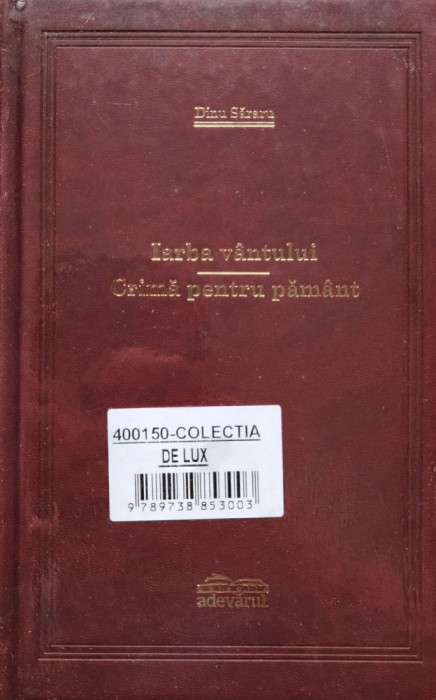 Dinu Săraru
Iarba vântului
Crimă pentru pământ
400150-COLECTIA
DE LUX
9 789738 853003
adevărul